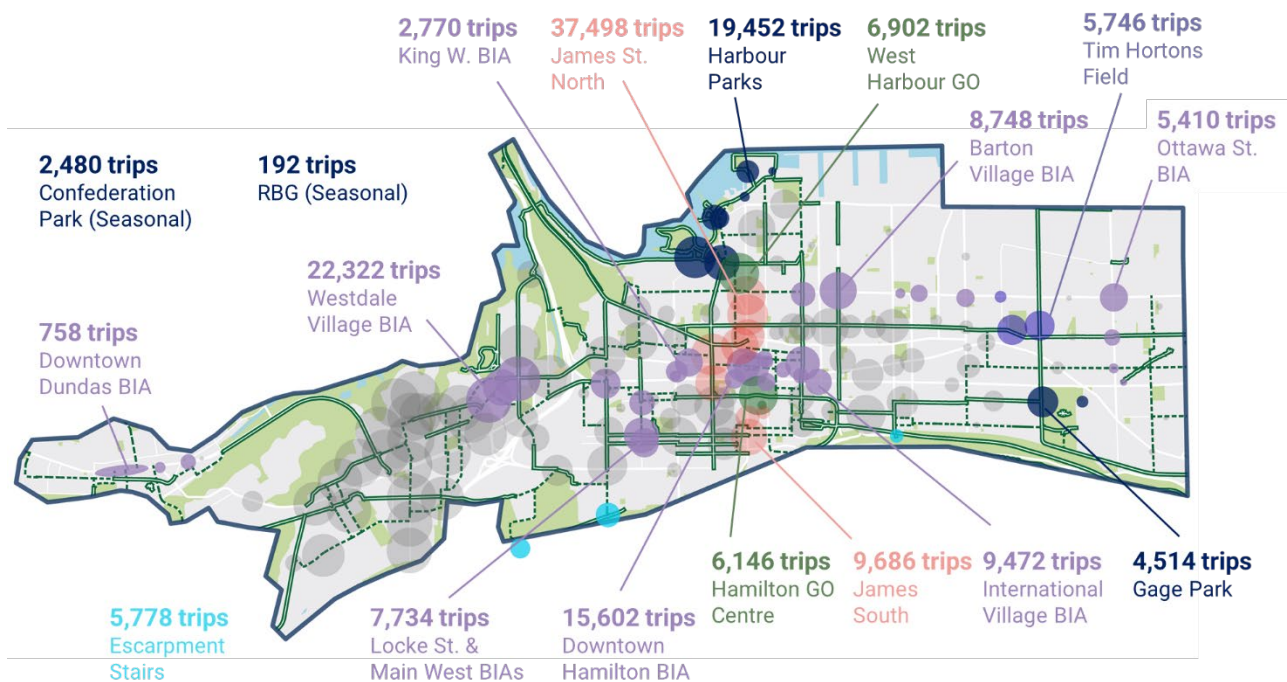 2,770 trips
King W. BIA
37,498 trips
James St.
North
19,452 trips
Harbour
Parks
6,902 trips
West
Harbour GO
5,746 trips
Tim Hortons
Field
8,748 trips
Barton
Village BIA
5,410 trips
Ottawa St.
BIA
2,480 trips
Confederation
Park (Seasonal)
192 trips
RBG (Seasonal)
22,322 trips
Westdale
Village BIA
758 trips
Downtown
Dundas BIA
5,778 trips
Escarpment
Stairs
7,734 trips
Locke St. &
Main West BIAs
15,602 trips
Downtown
Hamilton BIA
6,146 trips
Hamilton GO
Centre
9,686 trips
James
South
9,472 trips
International
Village BIA
4,514 trips
Gage Park